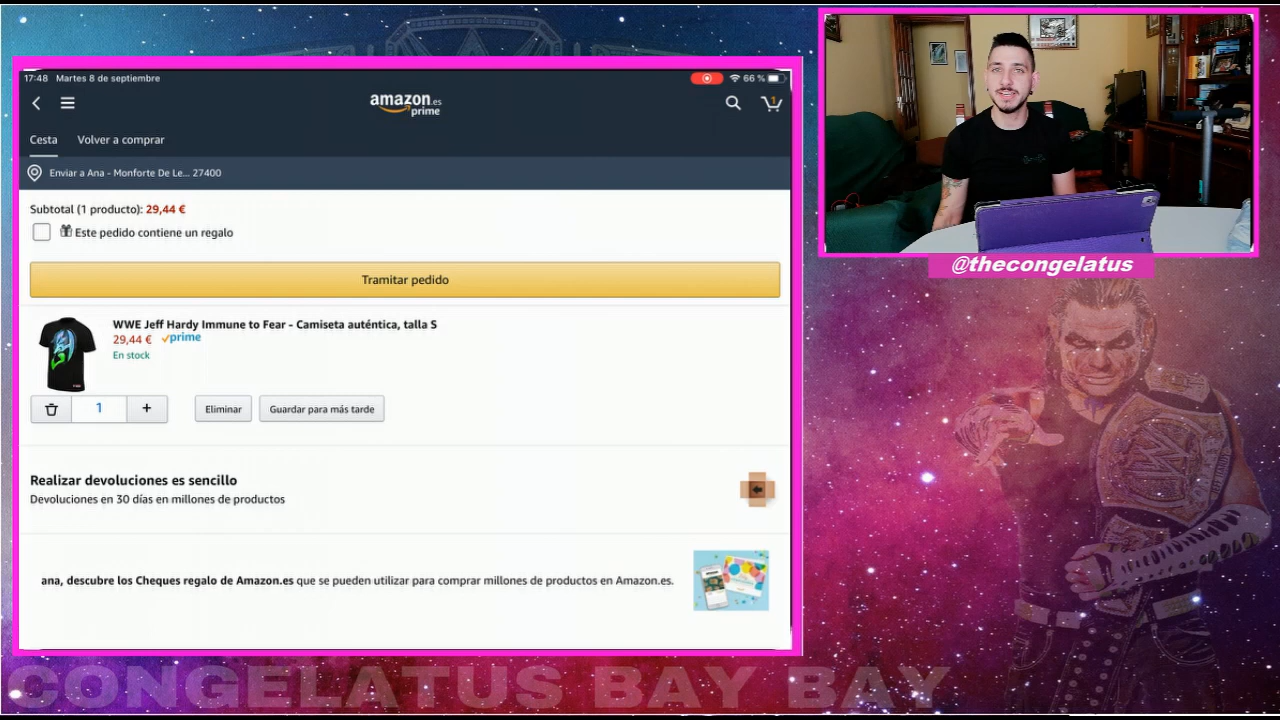 17:48 Martes 8 de septiembre
66 %
amazon.es
prime
1
Cesta Volver a comprar
Enviar a Ana - Monforte De Le... 27400
Subtotal (1 producto): 29,44 €
Este pedido contiene un regalo
Tramitar pedido
WWE Jeff Hardy Immune to Fear - Camiseta auténtica, talla S
29,44 € prime
En stock
1 + Eliminar Guardar para más tarde
Realizar devoluciones es sencillo
Devoluciones en 30 días en millones de productos
ana, descubre los Cheques regalo de Amazon.es que se pueden utilizar para comprar millones de productos en Amazon.es.
@thecongelatus
CONGELATUS BAY BAY